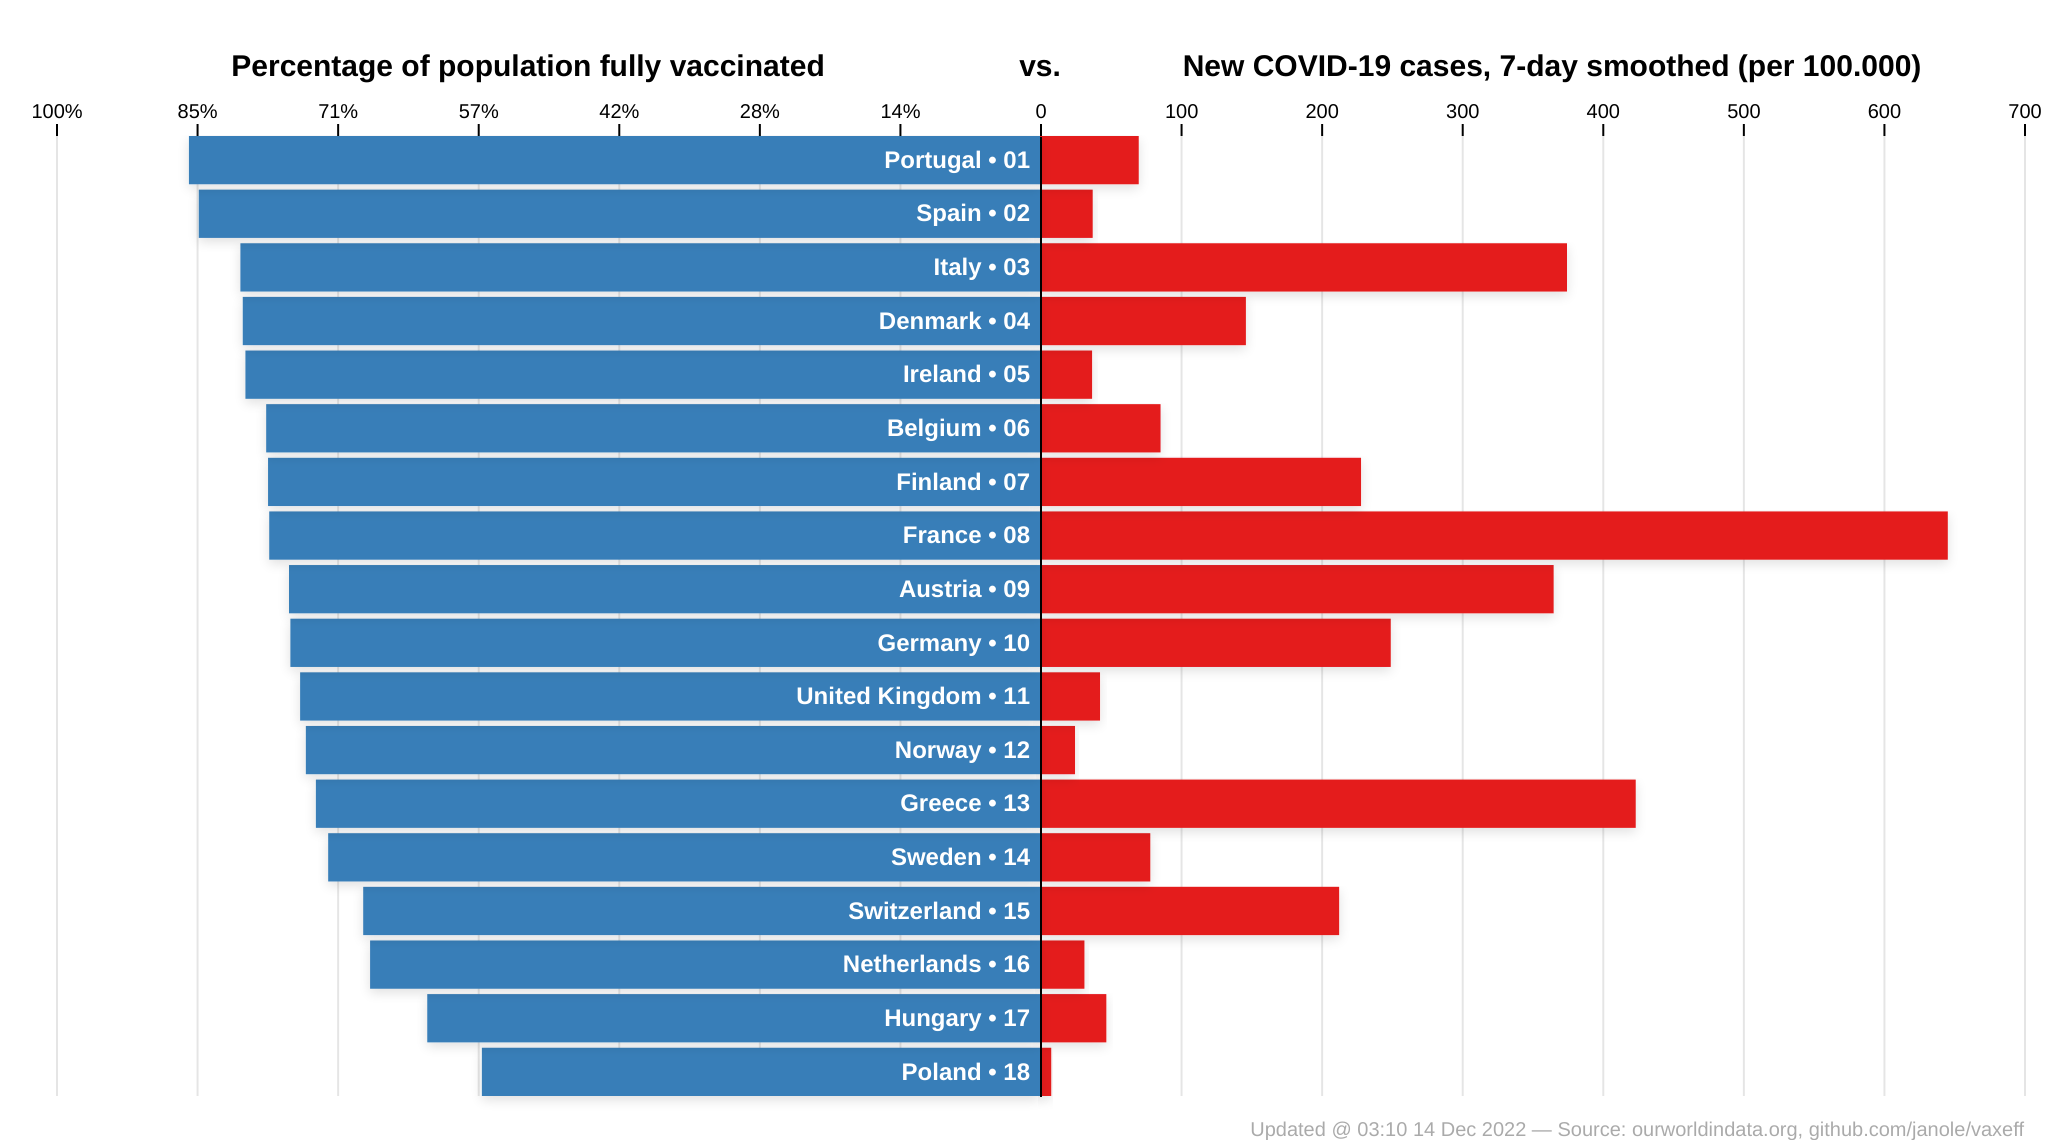 Percentage of population fully vaccinated vs. New COVID-19 cases, 7-day smoothed (per 100.000)
100% 85% 71% 57% 42% 28% 14% 0 100 200 300 400 500 600 700
Portugal • 01
Spain • 02
Italy • 03
Denmark • 04
Ireland • 05
Belgium • 06
Finland • 07
France • 08
Austria • 09
Germany • 10
United Kingdom • 11
Norway • 12
Greece • 13
Sweden • 14
Switzerland • 15
Netherlands • 16
Hungary • 17
Poland • 18
Updated @ 03:10 14 Dec 2022 — Source: ourworldindata.org, github.com/janole/vaxeff